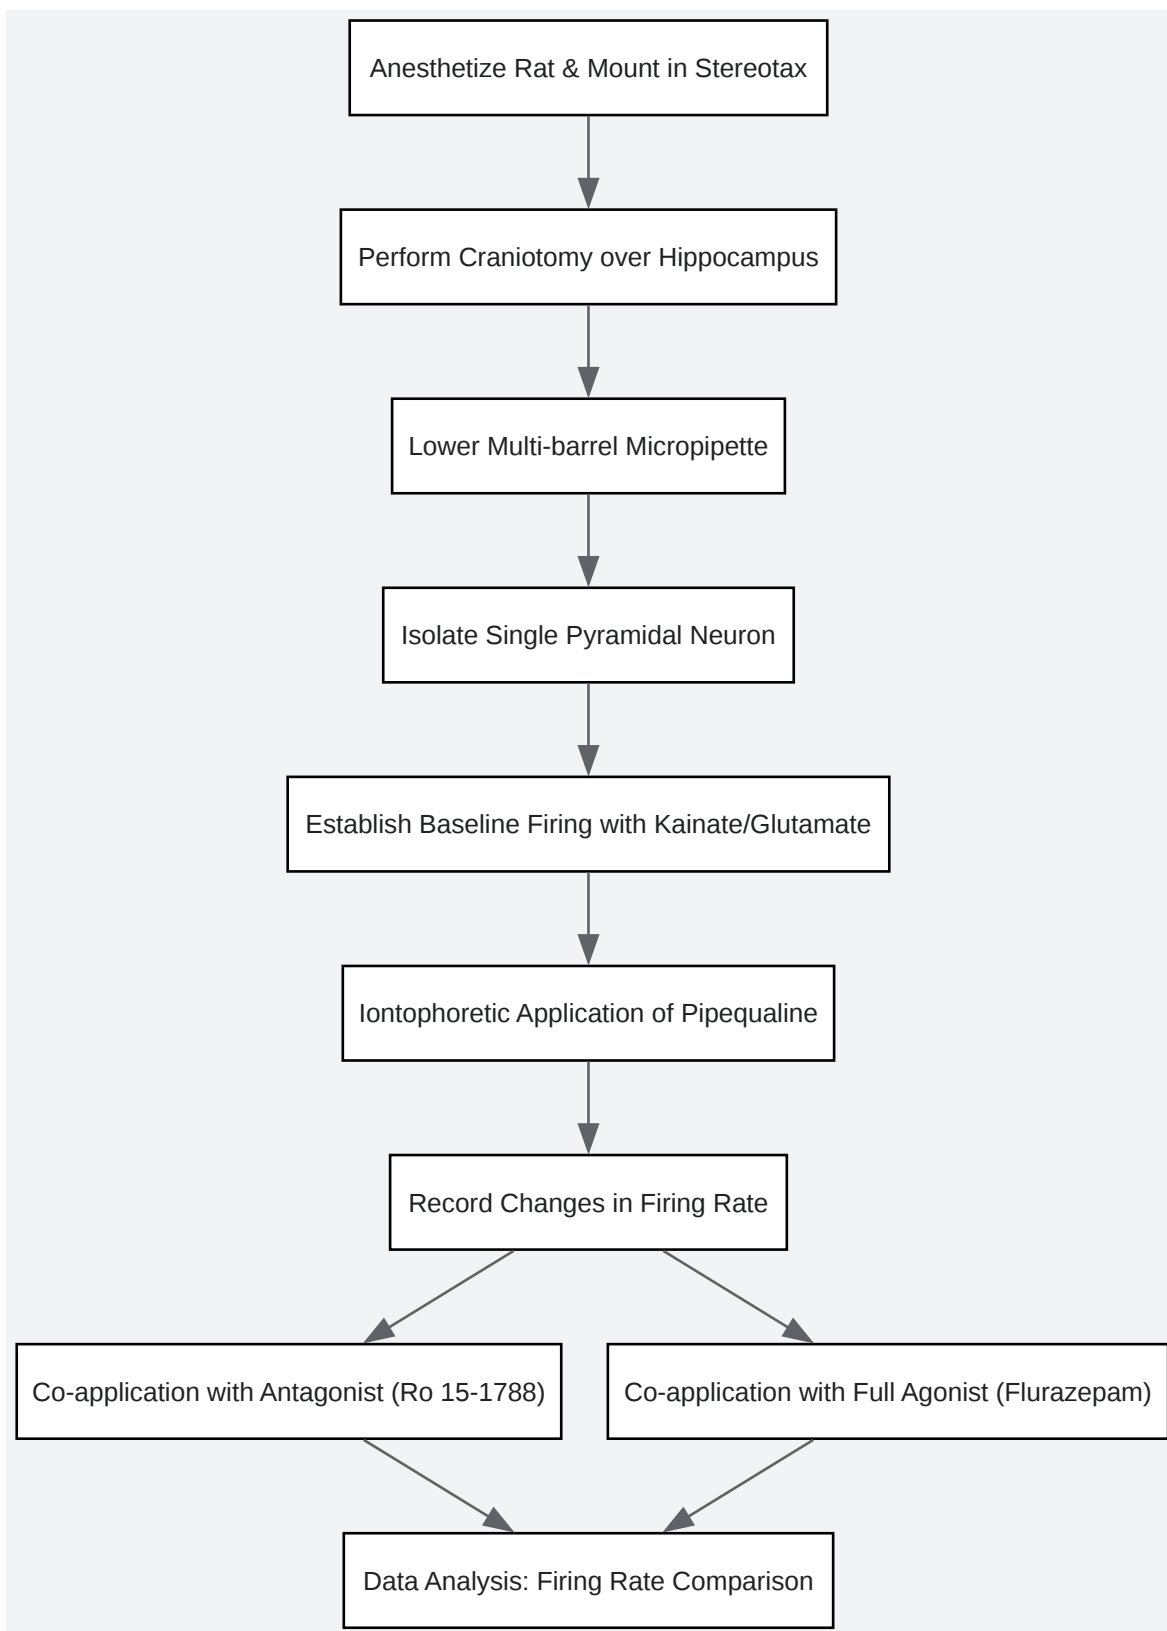 Anesthetize Rat & Mount in Stereotax
Perform Craniotomy over Hippocampus
Lower Multi-barrel Micropipette
Isolate Single Pyramidal Neuron
Establish Baseline Firing with Kainate/Glutamate
Iontophoretic Application of Pipequaline
Record Changes in Firing Rate
Co-application with Antagonist (Ro 15-1788)
Co-application with Full Agonist (Flurazepam)
Data Analysis: Firing Rate Comparison